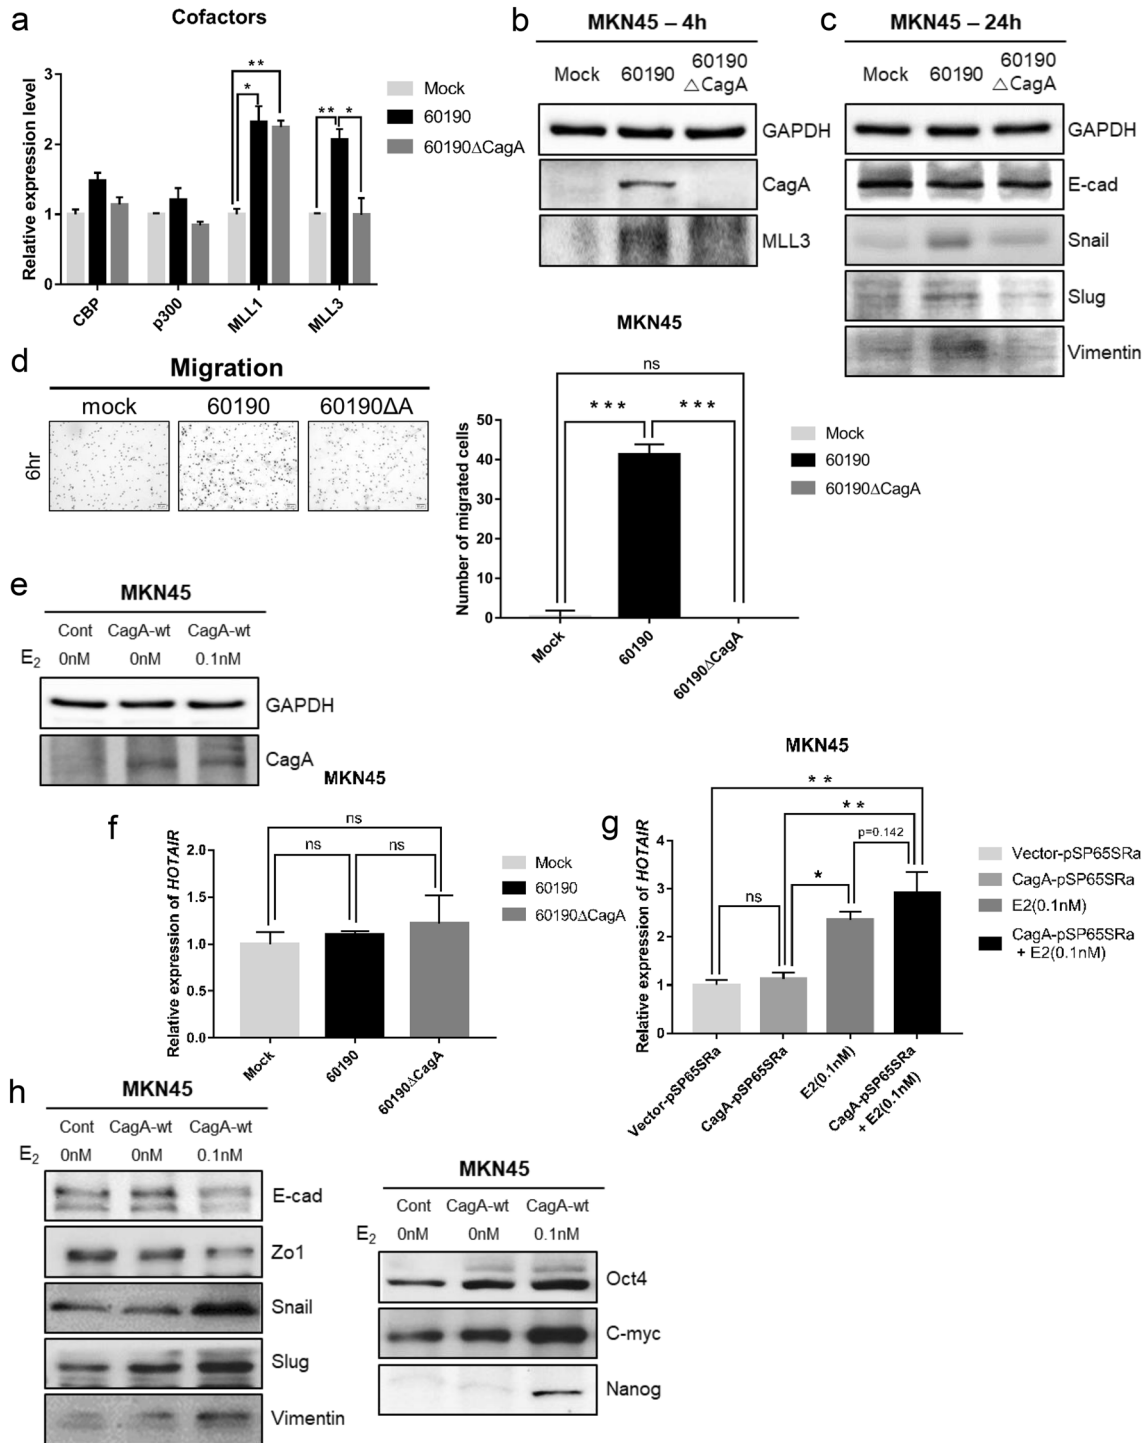 a
Cofactors
Relative expression level
3
2
1
0
**
*
** *
CBP
p300
MLL1
MLL3
Mock
60190
60190ΔCagA
b
MKN45 – 4h
Mock 60190 60190
△CagA
GAPDH
CagA
MLL3
c
MKN45 – 24h
Mock 60190 60190
△CagA
GAPDH
E-cad
Snail
Slug
Vimentin
d
Migration
mock 60190 60190ΔA
6hr
MKN45
ns
*** ***
Number of migrated cells
50
40
30
20
10
0
Mock
60190
60190ΔCagA
Mock
60190
60190ΔCagA
e
MKN45
Cont CagA-wt CagA-wt
E2 0nM 0nM 0.1nM
GAPDH
CagA
f
MKN45
ns
ns ns
Relative expression of HOTAIR
2.0
1.5
1.0
0.5
0.0
Mock
60190
60190ΔCagA
Mock
60190
60190ΔCagA
g
MKN45
**
**
p=0.142
*
ns
Relative expression of HOTAIR
4
3
2
1
0
Vector-pSP65SRa
CagA-pSP65SRa
E2(0.1nM)
CagA-pSP65SRa
+ E2(0.1nM)
Vector-pSP65SRa
CagA-pSP65SRa
E2(0.1nM)
CagA-pSP65SRa
+ E2(0.1nM)
h
MKN45
Cont CagA-wt CagA-wt
E2 0nM 0nM 0.1nM
E-cad
Zo1
Snail
Slug
Vimentin
MKN45
Cont CagA-wt CagA-wt
E2 0nM 0nM 0.1nM
Oct4
C-myc
Nanog